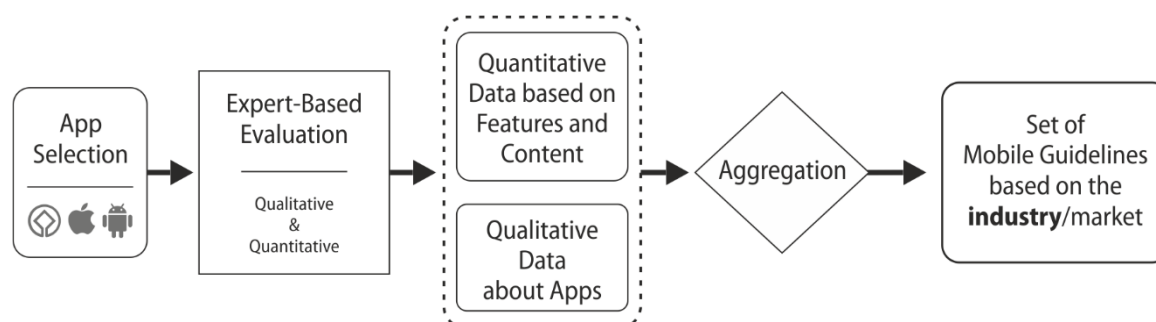 App
Selection
Expert-Based
Evaluation
Qualitative
&
Quantitative
Quantitative
Data based on
Features and
Content
Qualitative
Data
about Apps
Aggregation
Set of
Mobile Guidelines
based on the
industry/market